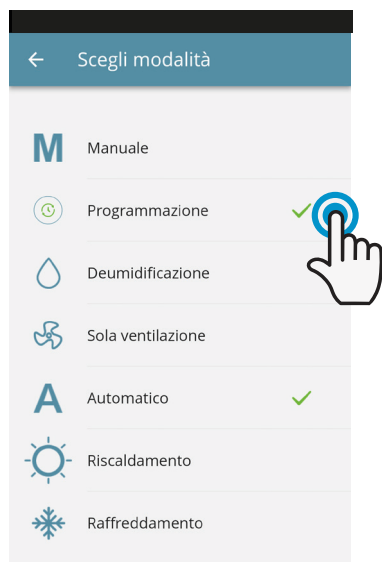 Scegli modalità
M Manuale
Programmazione
Deumidificazione
Sola ventilazione
A Automatico
Riscaldamento
Raffreddamento